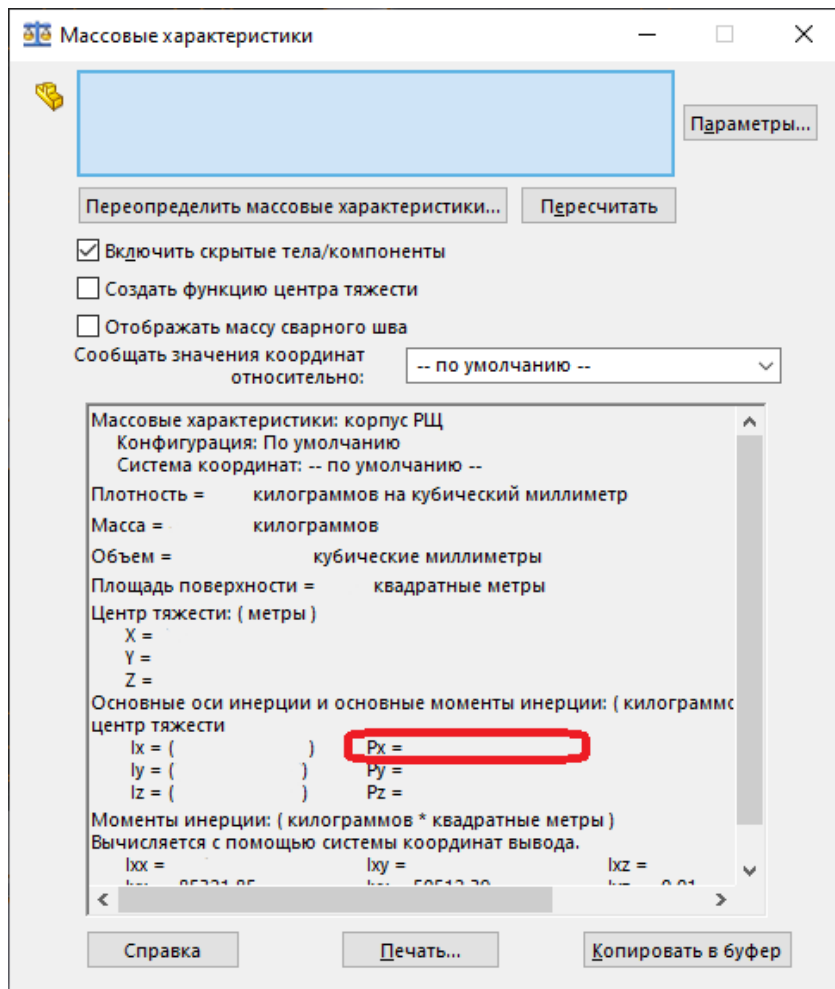 Массовые характеристики
Параметры...
Переопределить массовые характеристики... Пересчитать
Включить скрытые тела/компоненты
Создать функцию центра тяжести
Отображать массу сварного шва
Сообщать значения координат
относительно: -- по умолчанию --
Массовые характеристики: корпус РЩ
Конфигурация: По умолчанию
Система координат: -- по умолчанию --
Плотность = килограммов на кубический миллиметр
Масса = килограммов
Объем = кубические миллиметры
Площадь поверхности = квадратные метры
Центр тяжести: ( метры )
X =
Y =
Z =
Основные оси инерции и основные моменты инерции: ( килограммо
центр тяжести
Ix = ( ) Px =
Iy = ( ) Py =
Iz = ( ) Pz =
Моменты инерции: ( килограммов * квадратные метры )
Вычисляется с помощью системы координат вывода.
Ixx = Ixy = Ixz =
Справка Печать... Копировать в буфер